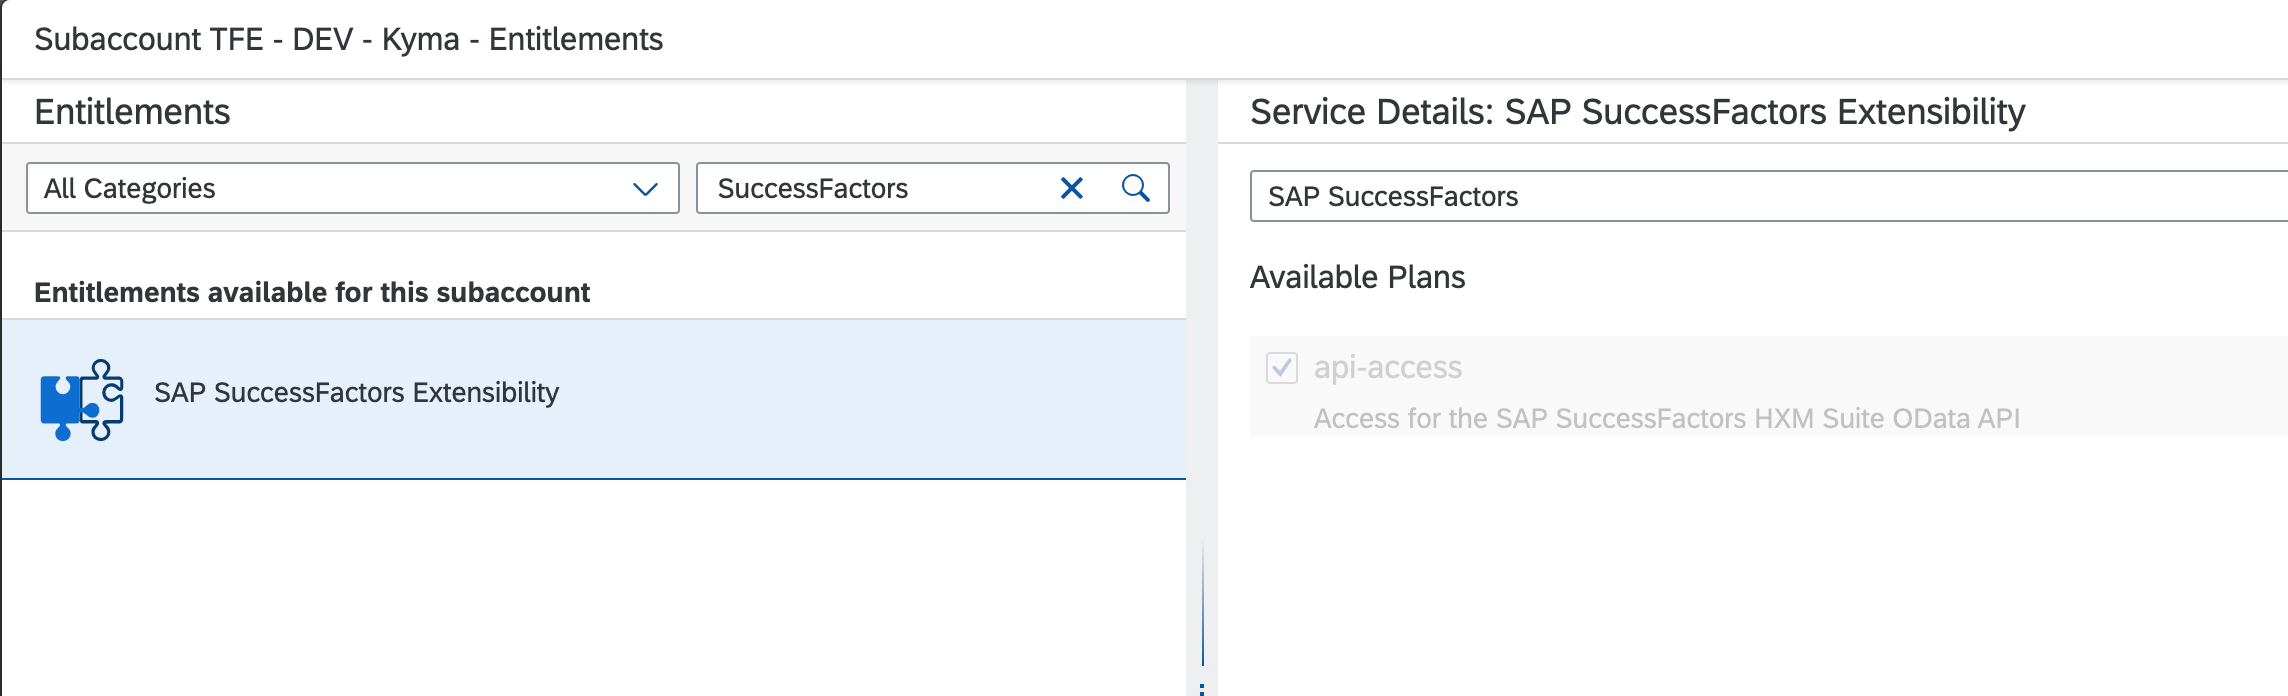 Subaccount TFE - DEV - Kyma - Entitlements
Entitlements
All Categories
SuccessFactors
Entitlements available for this subaccount
SAP SuccessFactors Extensibility
Service Details: SAP SuccessFactors Extensibility
SAP SuccessFactors
Available Plans
api-access
Access for the SAP SuccessFactors HXM Suite OData API